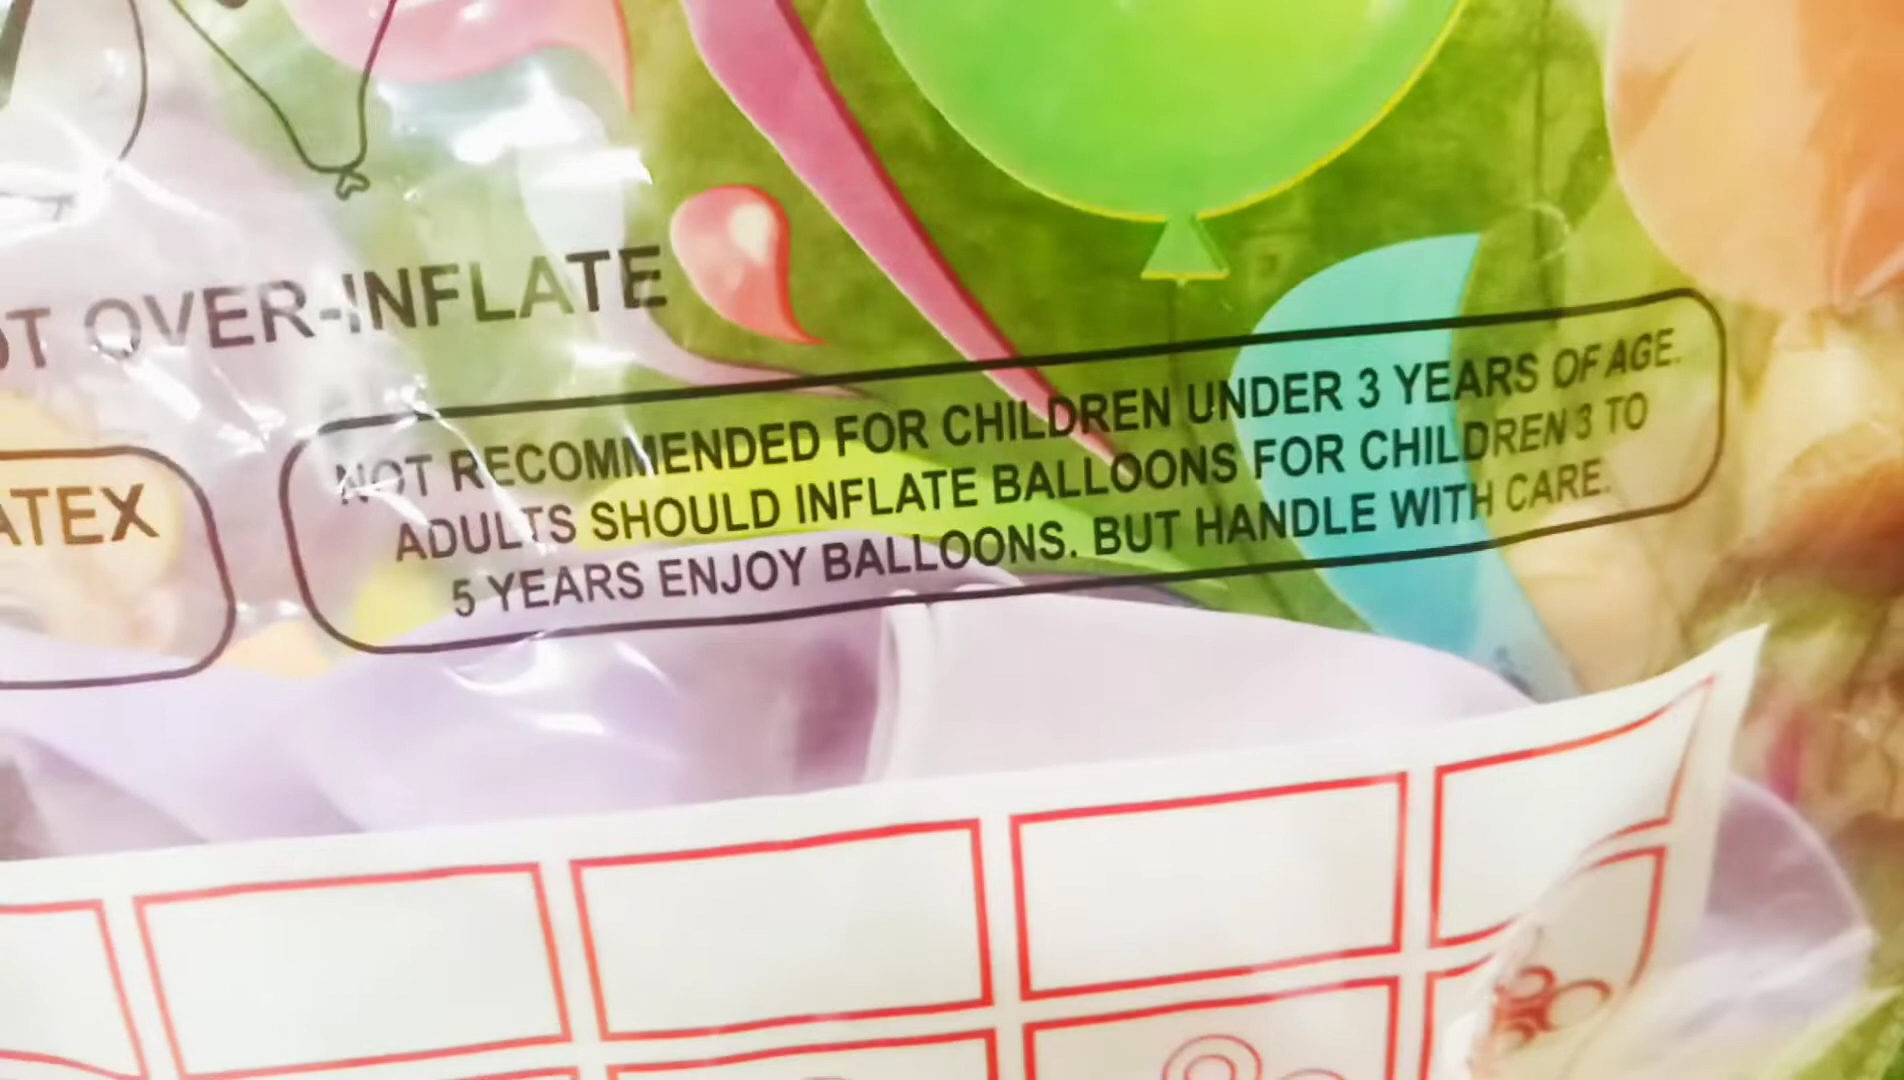 OT OVER-INFLATE
ATEX
NOT RECOMMENDED FOR CHILDREN UNDER 3 YEARS OF AGE.
ADULTS SHOULD INFLATE BALLOONS FOR CHILDREN 3 TO
5 YEARS ENJOY BALLOONS. BUT HANDLE WITH CARE.